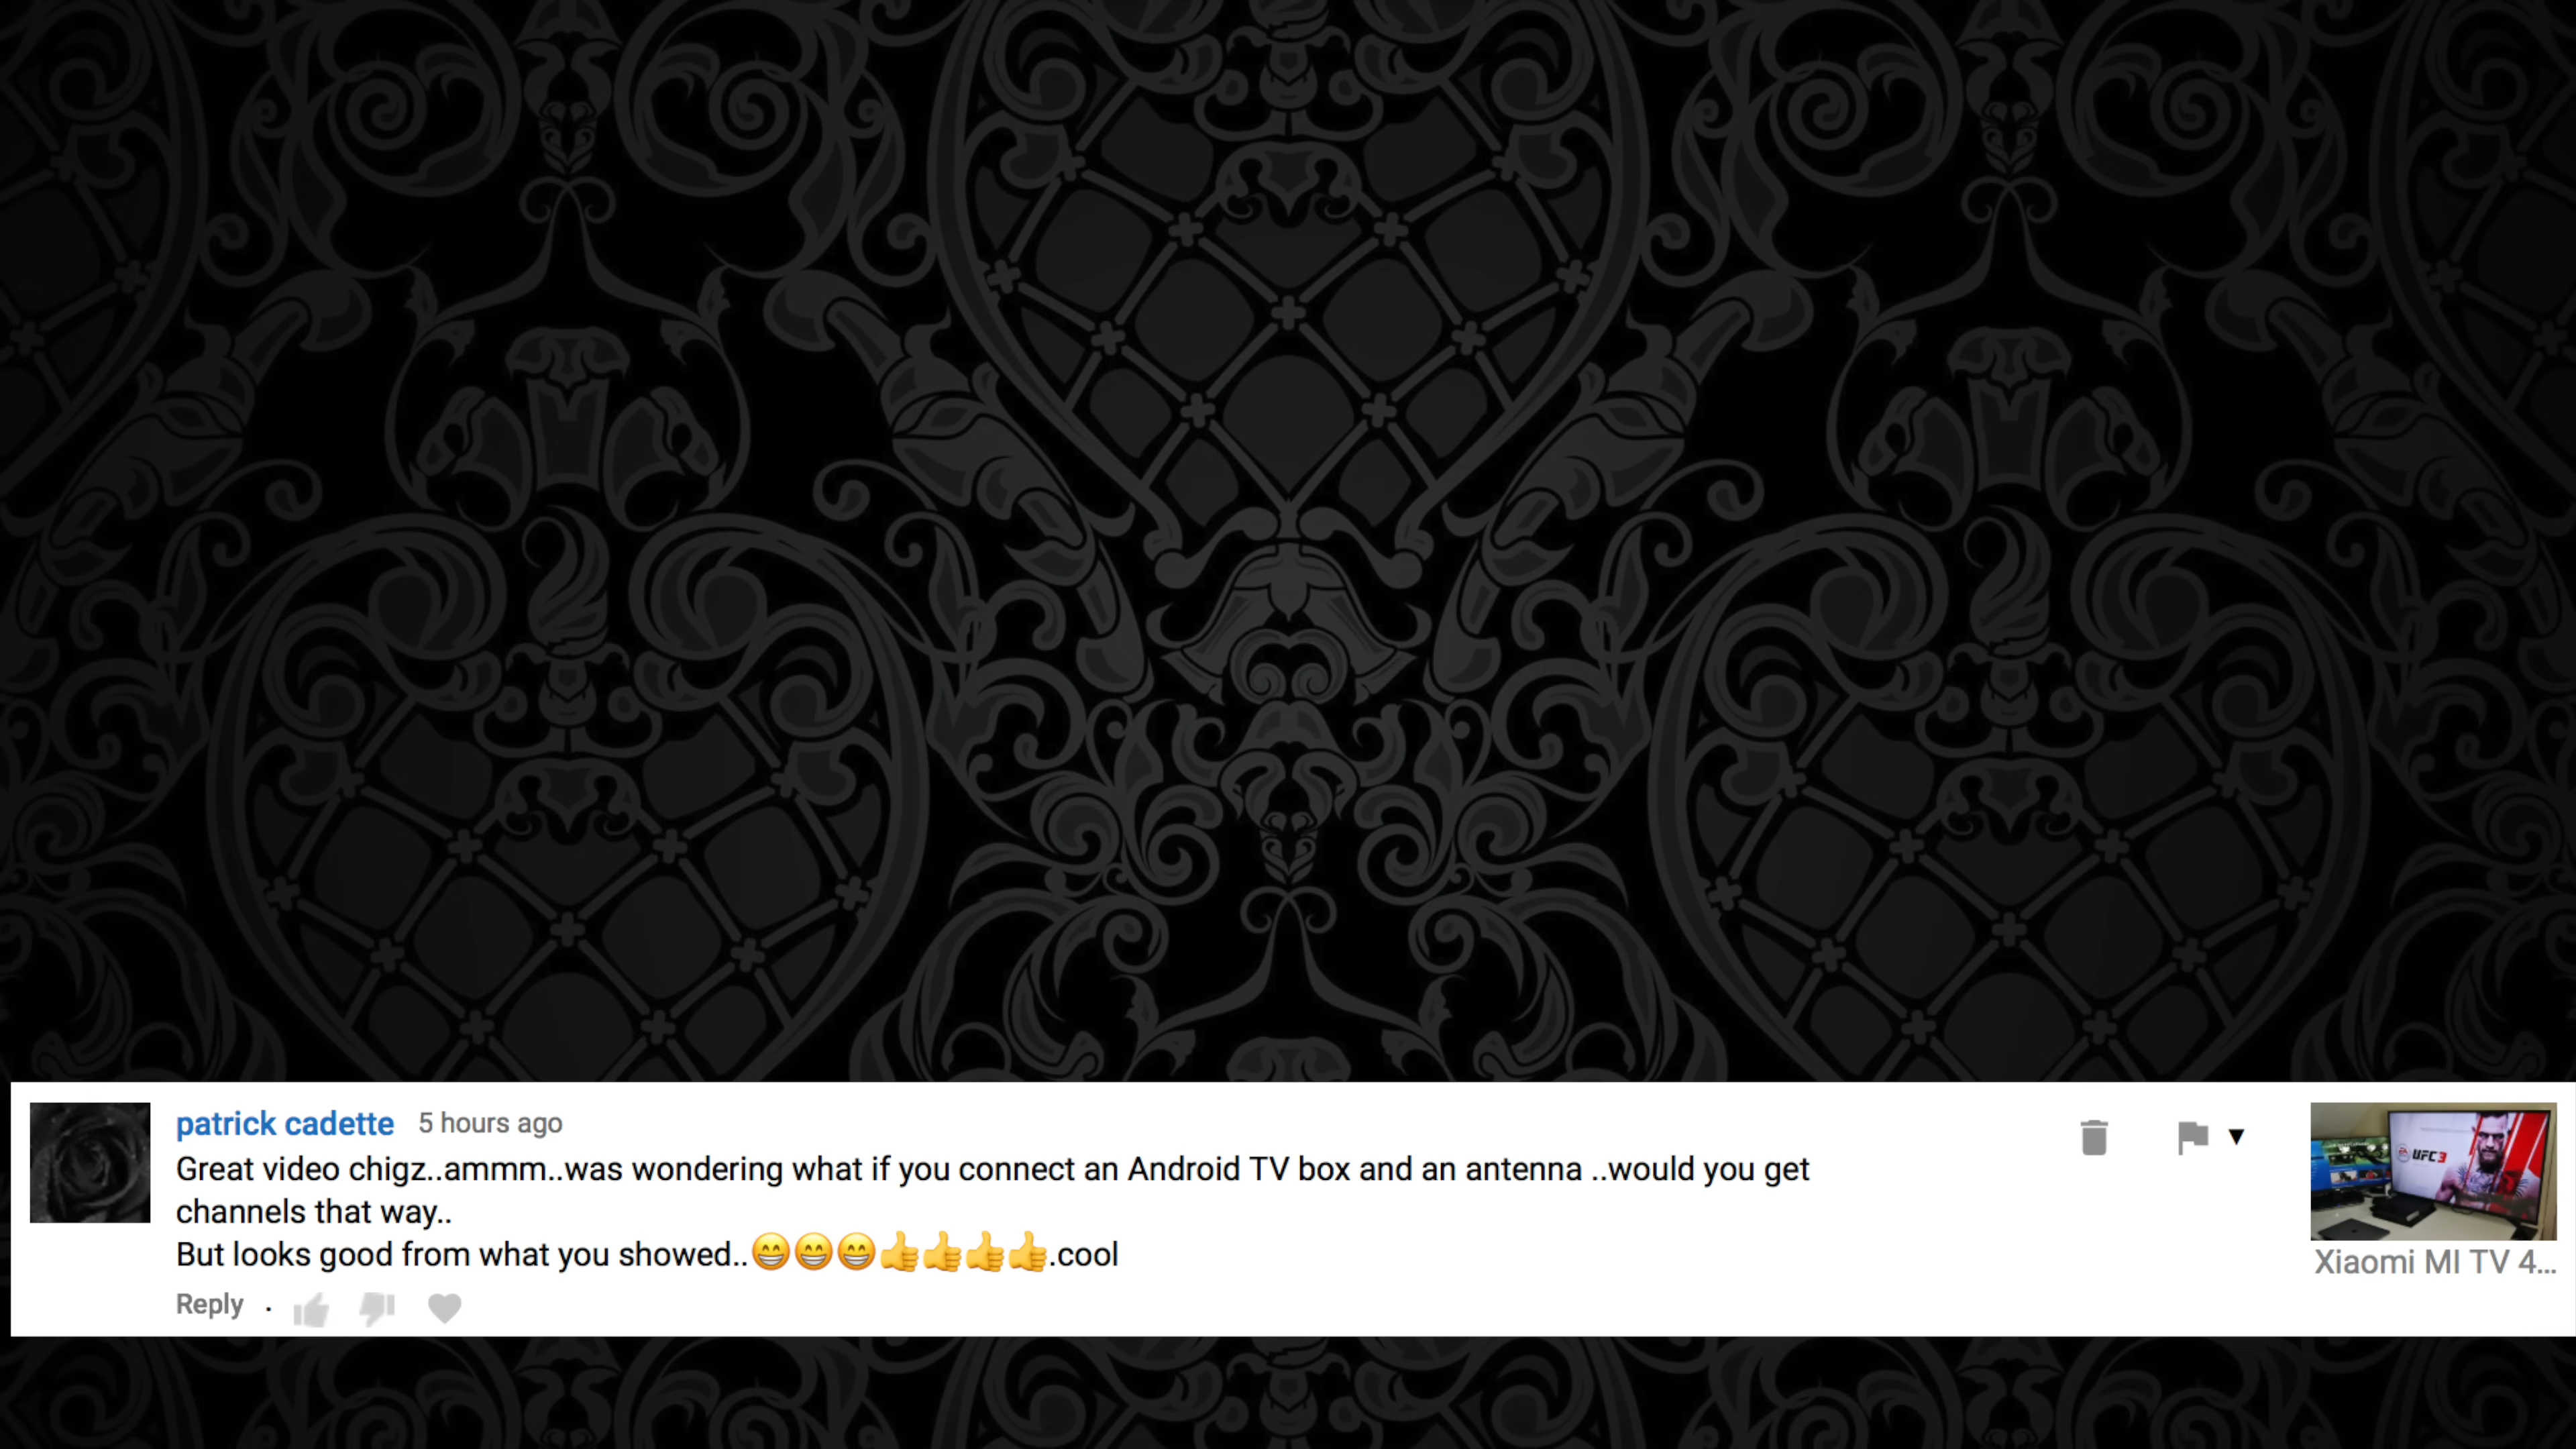 patrick cadette 5 hours ago
Great video chigz..ammm..was wondering what if you connect an Android TV box and an antenna ..would you get
channels that way..
But looks good from what you showed..😁😁😁👍👍👍👍.cool
Reply .
UFC 3
Xiaomi MI TV 4...